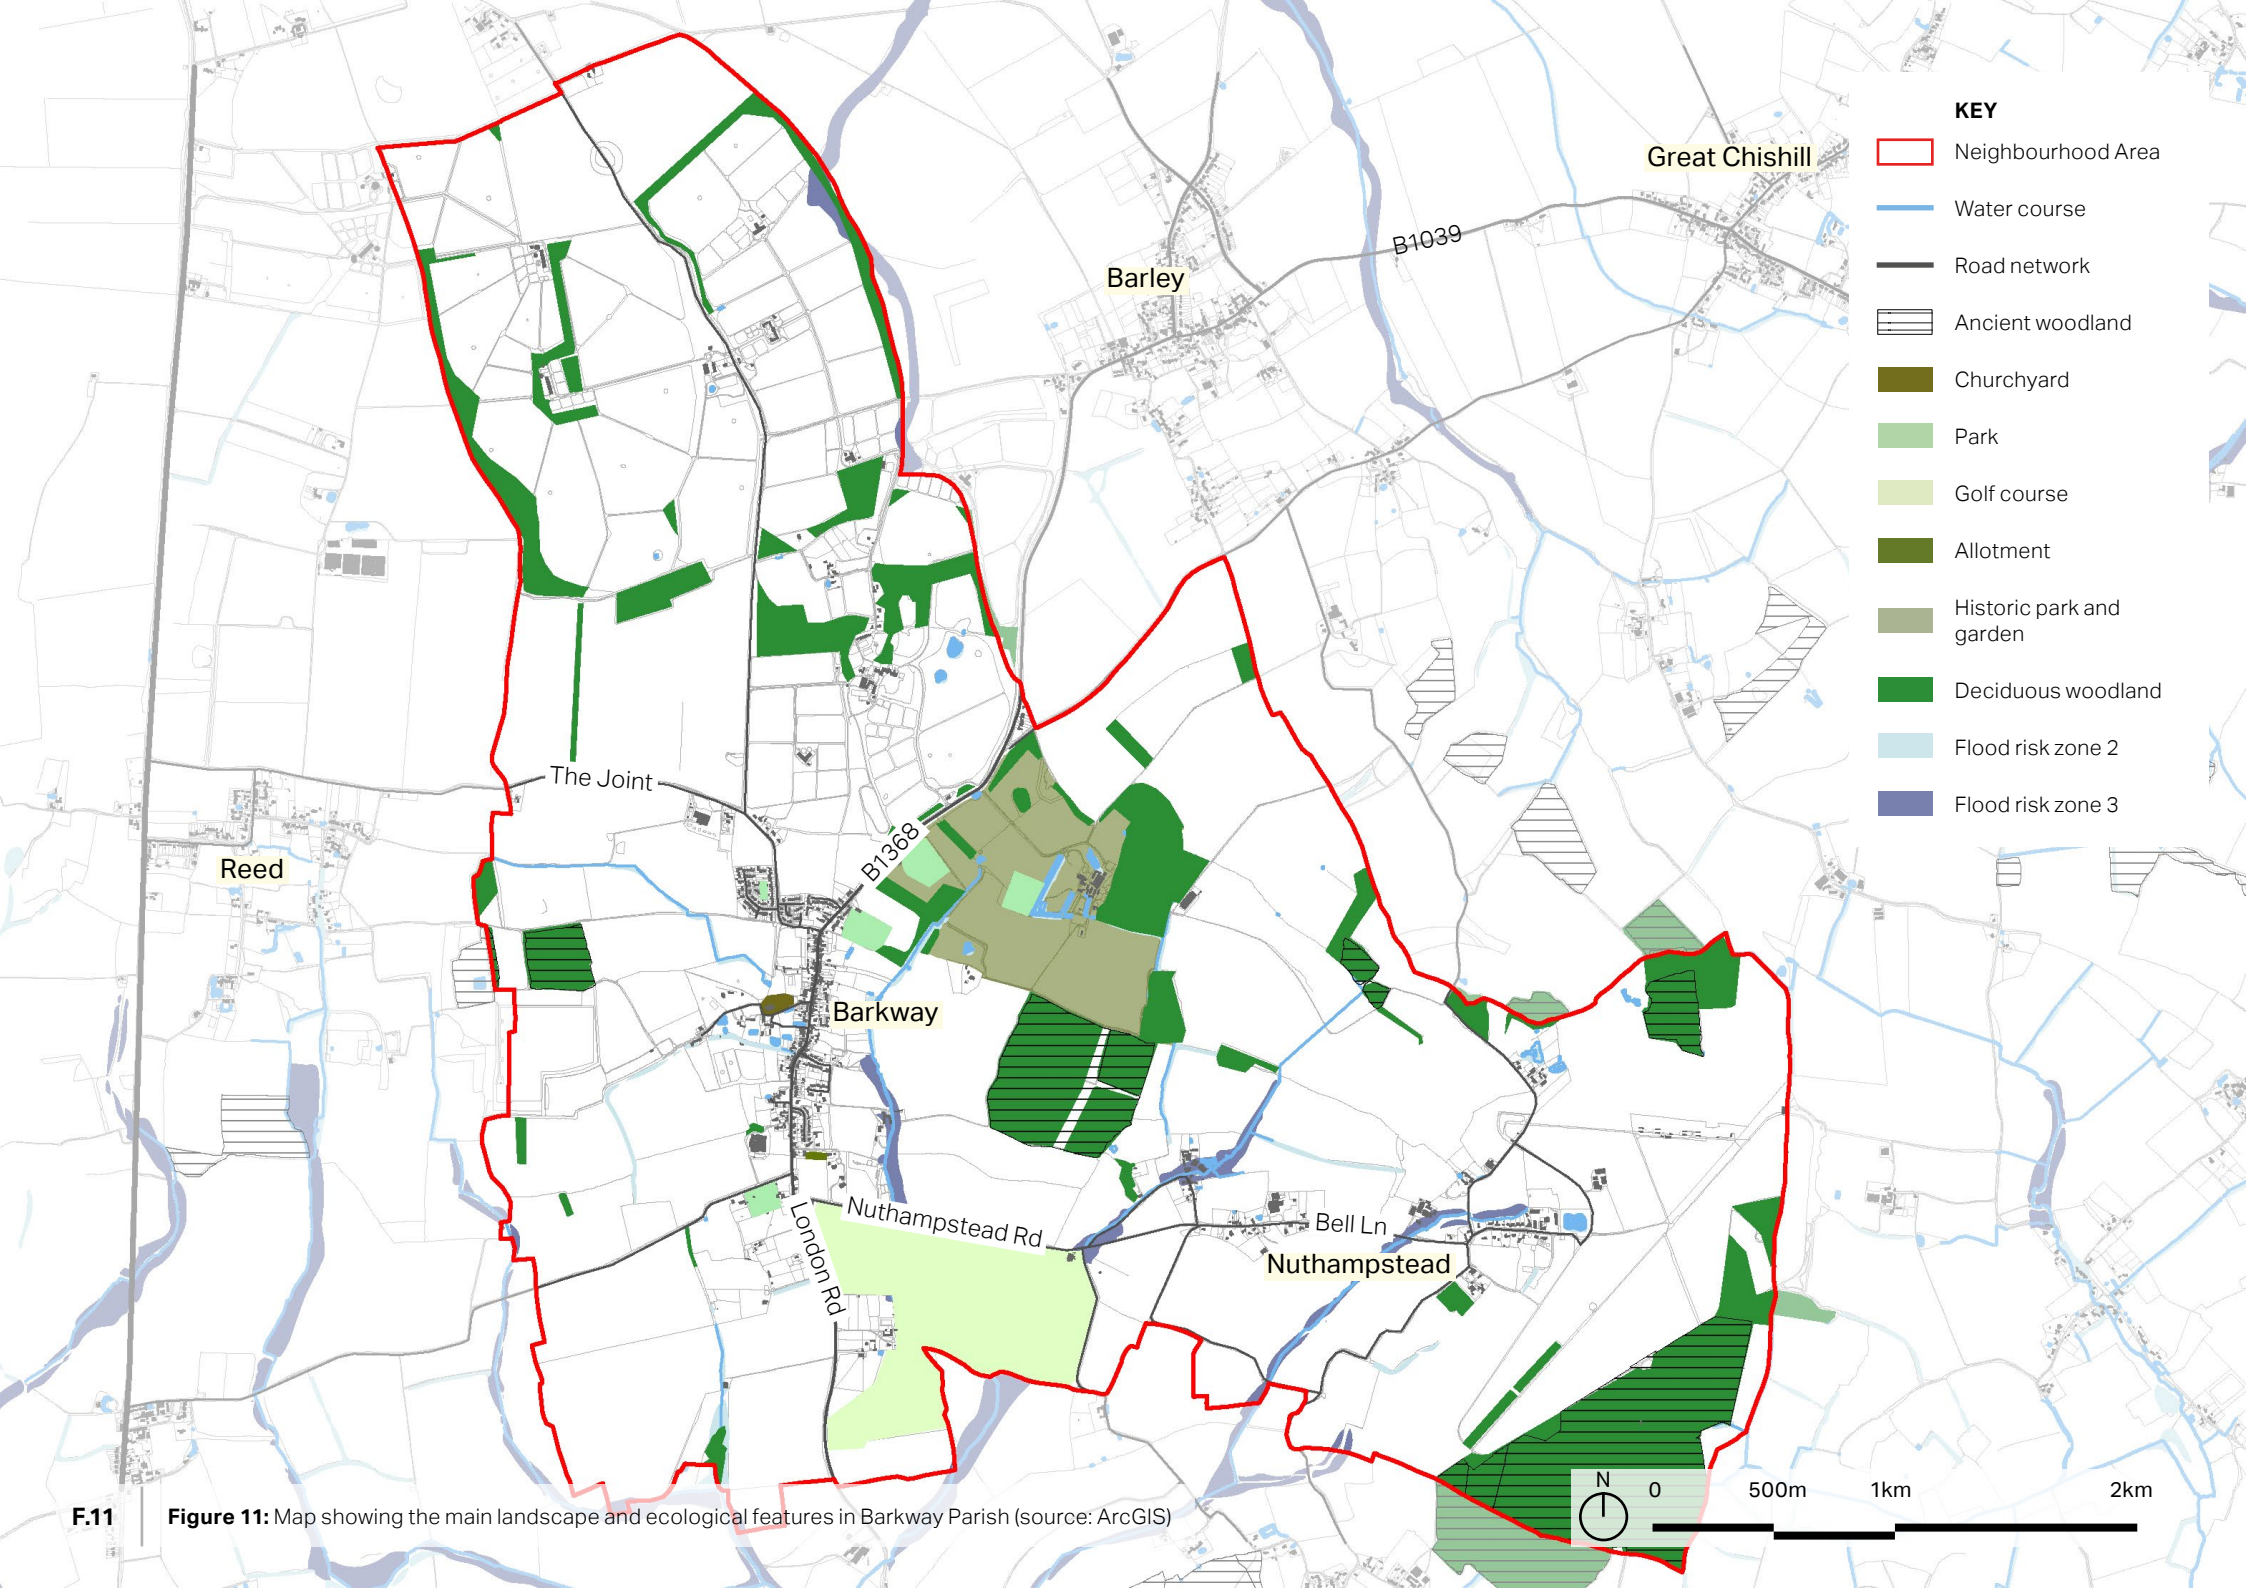 KEY
Neighbourhood Area
Water course
Road network
Ancient woodland
Churchyard
Park
Golf course
Allotment
Historic park and
garden
Deciduous woodland
Flood risk zone 2
Flood risk zone 3
Great Chishill
B1039
Barley
The Joint
B1368
Reed
Barkway
Nuthampstead Rd
London Rd
Bell Ln
Nuthampstead
N
0 500m 1km 2km
F.11 Figure 11: Map showing the main landscape and ecological features in Barkway Parish (source: ArcGIS)